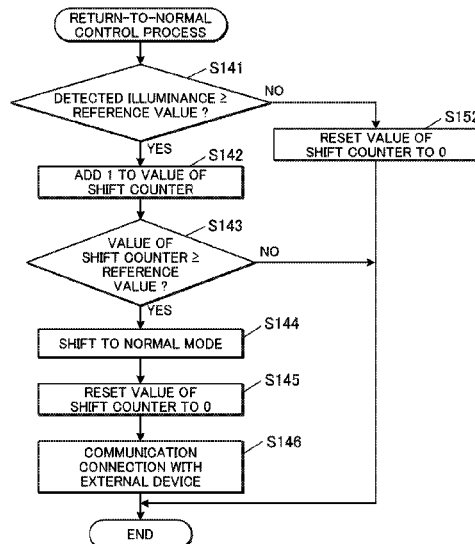 RETURN-TO-NORMAL
CONTROL PROCESS
S141
DETECTED ILLUMINANCE ≥
REFERENCE VALUE ?
NO
YES
S152
RESET VALUE OF
SHIFT COUNTER TO 0
S142
ADD 1 TO VALUE OF
SHIFT COUNTER
S143
VALUE OF
SHIFT COUNTER ≥
REFERENCE
VALUE ?
NO
YES
S144
SHIFT TO NORMAL MODE
S145
RESET VALUE OF
SHIFT COUNTER TO 0
S146
COMMUNICATION
CONNECTION WITH
EXTERNAL DEVICE
END